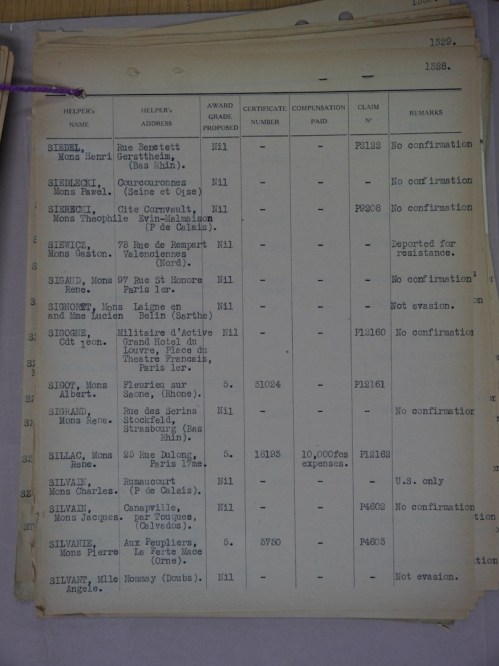 1329.
1328.
HELPER's NAME HELPER's ADDRESS AWARD GRADE PROPOSED CERTIFICATE NUMBER COMPENSATION PAID CLAIM Nº REMARKS
SIEDEL, Rue Benstett Nil - - P2122 No confirmation
Mons Henri Gersttheim,
(Bas Rhin).
SIEDLECKI, Courcouronnes Nil - - - No confirmation
Mons Pawel. (Seine et Oise)
SIERECHI, Cite Cornvault, Nil - - P9206 No confirmation
Mons Theophile Evin-Malmaison
(P de Calais).
SIEWICZ, 78 Rue de Rempart Nil - - - Deported for
Mons Gaston. Valenciennes resistance.
(Nord).
SIGAUD, Mons 97 Rue St Honore Nil - - - No confirmation
Rene. Paris 1er.
SIGNORET, Mons Laigne en Nil - - - Not evasion.
and Mme Lucien Belin (Sarthe)
SIGOGNE, Militaire d'Active Nil - - P12160 No confirmation
Cdt Leon. Grand Hotel du
Louvre, Place du
Theatre Francais,
Paris 1er.
SIGOT, Mons Fleurieu sur 5. 31024 - P12161
Albert. Saone, (Rhone).
SIGRAND, Rue des Serins Nil - - - No confirmation
Mons Rene. Stockfeld,
Strasbourg (Bas
Rhin).
SILLAC, Mons 25 Rue Dulong, 5. 16193 10,000fcs P12162
Rene. Paris 17me. expenses.
SILVAIN, Rumaucourt Nil - - - U.S. only
Mons Charles. (P de Calais).
SILVAIN, Canapville, Nil - - P4602 No confirmation
Mons Jacques. par Touques,
(Calvados).
SILVANIE, Aux Peupliers, 5. 5750 - P4603
Mons Pierre La Ferte Mace
(Orne).
SILVANT, Mlle Nommay (Doubs). Nil - - - Not evasion.
Angele.